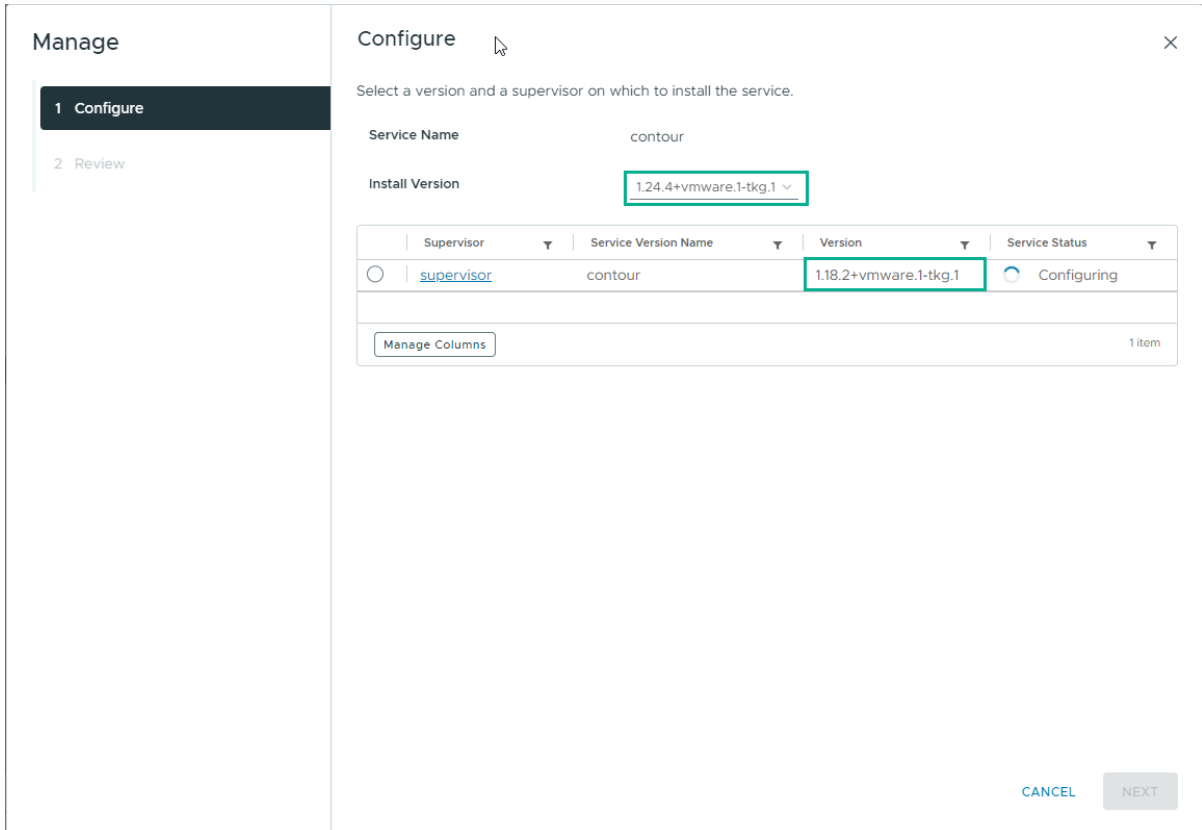 Manage
1 Configure
2 Review
Configure
Select a version and a supervisor on which to install the service.
Service Name contour
Install Version 1.24.4+vmware.1-tkg.1
Supervisor Service Version Name Version Service Status
supervisor contour 1.18.2+vmware.1-tkg.1 Configuring
Manage Columns 1 item
CANCEL NEXT